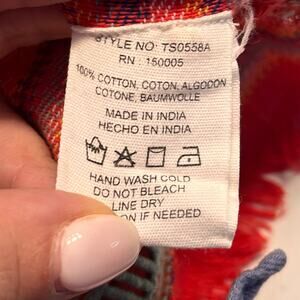 STYLE NO: TS0558A
RN : 150005
100% COTTON, COTON, ALGODON
COTONE, BAUMWOLLE
MADE IN INDIA
HECHO EN INDIA
HAND WASH COLD
DO NOT BLEACH
LINE DRY
IF NEEDED